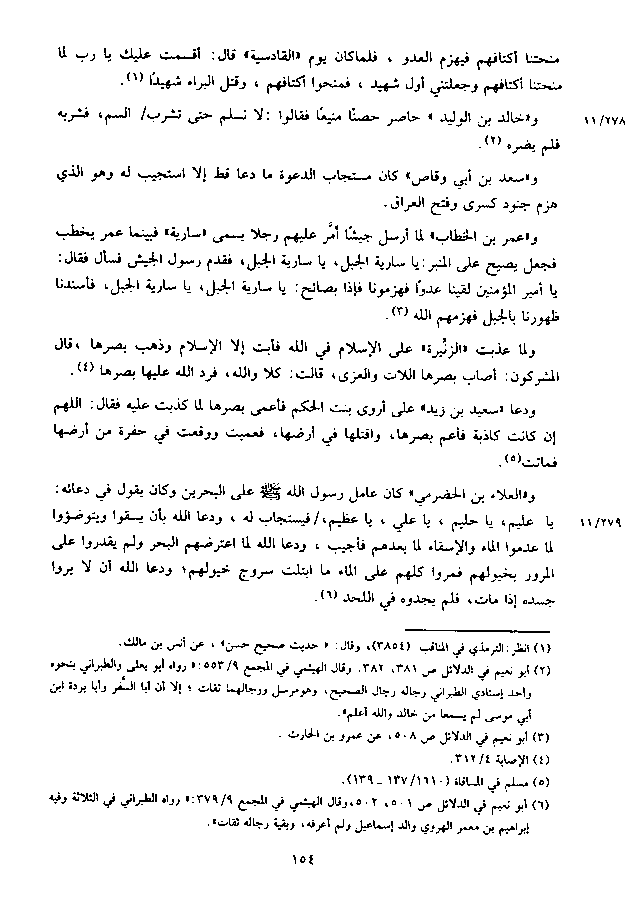 منحتنا أكتافهم فيهزم العدو ، فلما كان يوم «القادسية» قال: أقسمت عليك يا رب لما
منحتنا أكتافهم وجعلتني أول شهيد ، فمنحوا أكتافهم ، وقتل البراء شهيدًا (١).
١١/٢٧٨ و«خالد بن الوليد» حاصر حصنًا منيعًا فقالوا : لا نسلم حتى تشرب/ السم، فشربه
فلم يضره (٢).
و«سعد بن أبي وقاص» كان مستجاب الدعوة ما دعا قط إلا استجيب له وهو الذي
هزم جنود كسرى وفتح العراق.
و«عمر بن الخطاب» لما أرسل جيشًا أمَّر عليهم رجلا يسمى «سارية» فبينما عمر يخطب
فجعل يصيح على المنبر: يا سارية الجبل، يا سارية الجبل، فقدم رسول الجيش فسأل فقال:
يا أمير المؤمنين لقينا عدوًا فهزمونا فإذا بصائح: يا سارية الجبل، يا سارية الجبل، فأسندنا
ظهورنا بالجبل فهزمهم الله (٣).
ولما عذبت «الزنْيرة» على الإسلام في الله فأبت إلا الإسلام وذهب بصرها ، قال
المشركون: أصاب بصرها اللات والعزى، قالت: كلا والله، فرد الله عليها بصرها (٤).
ودعا «سعيد بن زيد» على أروى بنت الحكم فأعمى بصرها لما كذبت عليه فقال: اللهم
إن كانت كاذبة فأعم بصرها، واقتلها في أرضها، فعميت ووقعت في حفرة من أرضها
فماتت(٥).
و«العلاء بن الحضرمي» كان عامل رسول الله ﷺ على البحرين وكان يقول في دعائه:
١١/٢٧٩ يا عليم، يا حليم ، يا علي ، يا عظيم،/ فيستجاب له ، ودعا الله بأن يسقوا ويتوضؤوا
لما عدموا الماء والإسقاء لما بعدهم فأجيب ، ودعا الله لما اعترضهم البحر ولم يقدروا على
المرور بخيولهم فمروا كلهم على الماء ما ابتلت سروج خيولهم؛ ودعا الله أن لا يروا
جسده إذا مات، فلم يجدوه في اللحد (٦).
(١) انظر: الترمذي في المناقب (٣٨٥٤)، وقال: « حديث صحيح حسن» ، عن أنس بن مالك.
(٢) أبو نعيم في الدلائل ص ٣٨١، ٣٨٢. وقال الهيثمي في المجمع ٥٥٣/٩: « رواه أبو يعلى والطبراني بنحوه
وأحد إسنادي الطبراني رجاله رجال الصحيح، وهو مرسل ورجالهما ثقات ؛ إلا أن أبا السَّفر وأبا بردة ابن
أبي موسى لم يسمعا من خالد والله أعلم».
(٣) أبو نعيم في الدلائل ص ٥٠٨، عن عمرو بن الحارث .
(٤) الإصابة ٣١٢/٤.
(٥) مسلم في المساقاة (١٦١٠/ ١٣٧ ـ ١٣٩).
(٦) أبو نعيم في الدلائل ص ٥٠١، ٥٠٢، وقال الهيثمي في المجمع ٣٧٩/٩: « رواه الطبراني في الثلاثة وفيه
إبراهيم بن معمر الهروي والد إسماعيل ولم أعرفه، وبقية رجاله ثقات».
١٥٤